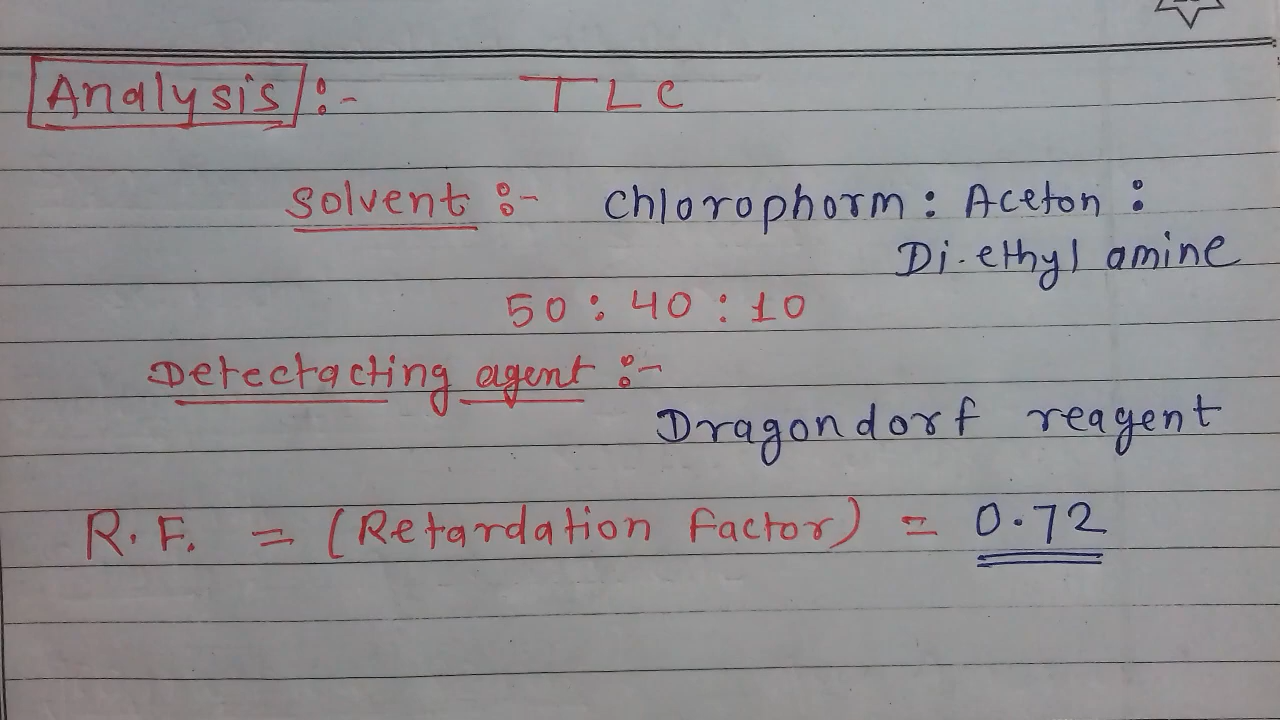 Analysis :- TLC
Solvent :- Chlorophorm : Aceton :
Di-ethyl amine
50 : 40 : 10
Detectacting agent :-
Dragondorf reagent
R.F. = (Retardation Factor) = 0.72